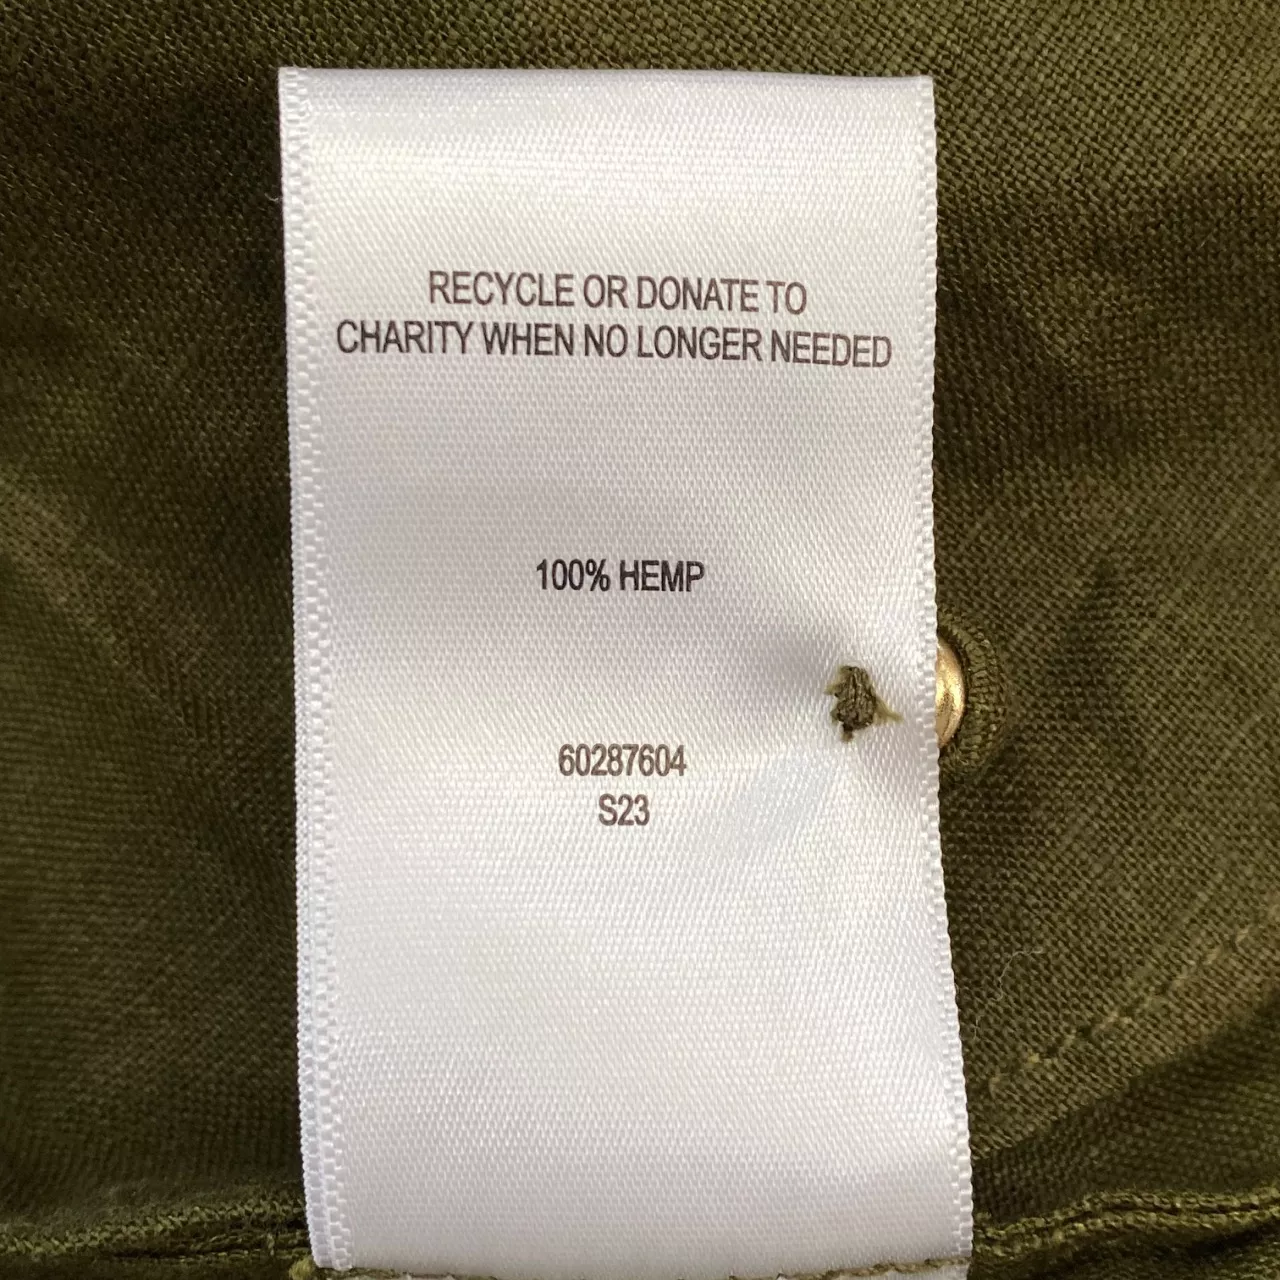 RECYCLE OR DONATE TO
CHARITY WHEN NO LONGER NEEDED
100% HEMP
60287604
S23